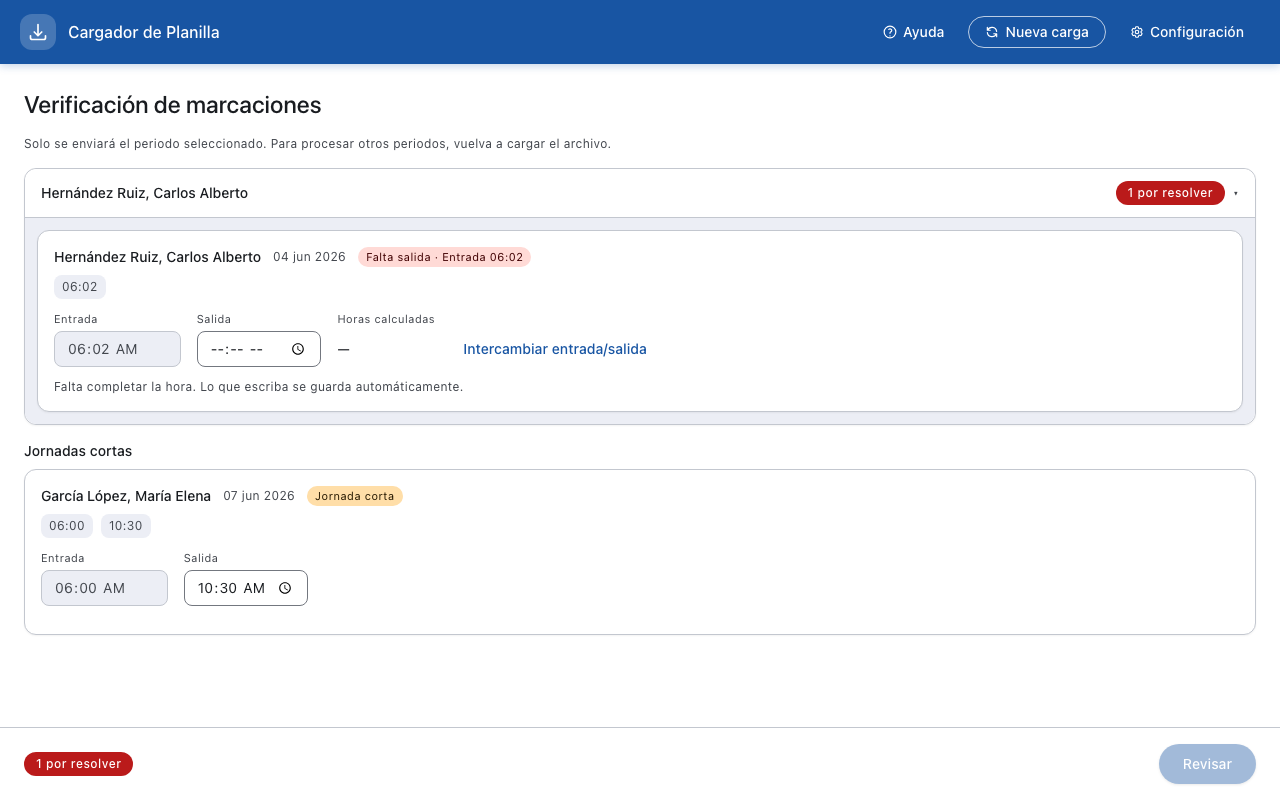 Cargador de Planilla
Ayuda
Nueva carga
Configuración
Verificación de marcaciones
Solo se enviará el periodo seleccionado. Para procesar otros periodos, vuelva a cargar el archivo.
Hernández Ruiz, Carlos Alberto
1 por resolver
Hernández Ruiz, Carlos Alberto 04 jun 2026 Falta salida · Entrada 06:02
06:02
Entrada Salida Horas calculadas
06:02 AM --:-- -- — Intercambiar entrada/salida
Falta completar la hora. Lo que escriba se guarda automáticamente.
Jornadas cortas
García López, María Elena 07 jun 2026 Jornada corta
06:00 10:30
Entrada Salida
06:00 AM 10:30 AM
1 por resolver
Revisar